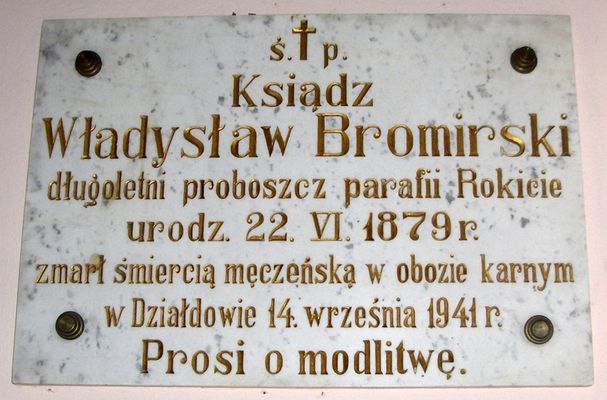 ś. † p.
Ksiądz
Władysław Bromirski
długoletni proboszcz parafii Rokicie
urodz. 22. VI. 1879 r.
zmarł śmiercią męczeńską w obozie karnym
w Działdowie 14. września 1941 r.
Prosi o modlitwę.